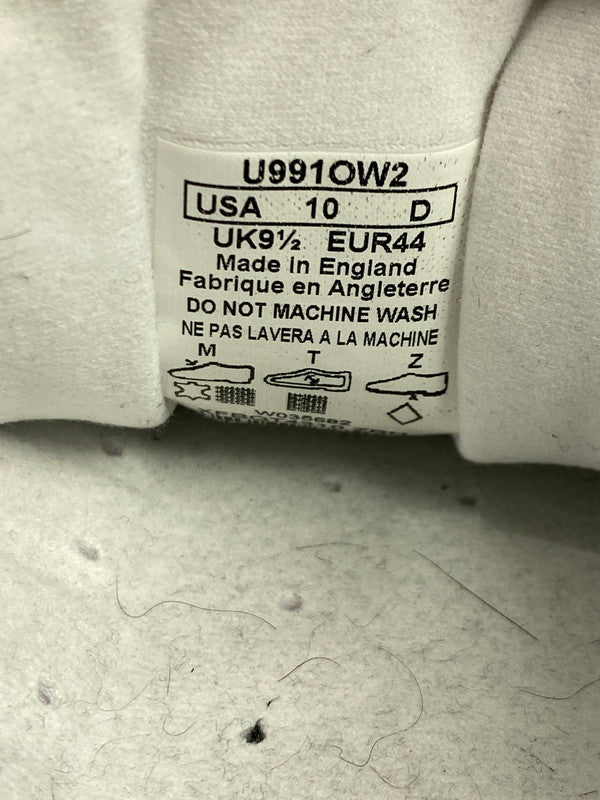 U991OW2
USA 10 D
UK9½ EUR44
Made in England
Fabrique en Angleterre
DO NOT MACHINE WASH
NE PAS LAVERA A LA MACHINE
M T Z
W035682